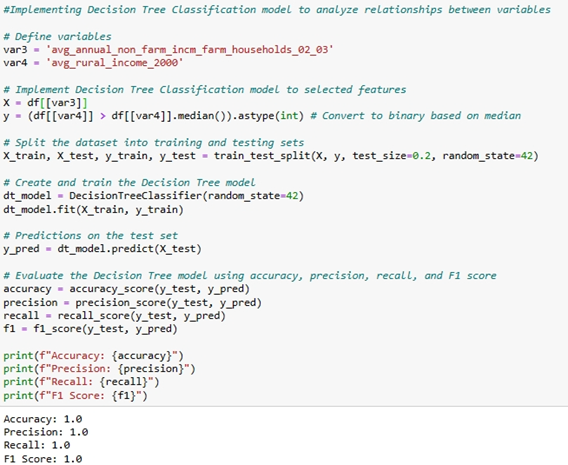 #Implementing Decision Tree Classification model to analyze relationships between variables
# Define variables
var3 = 'avg_annual_non_farm_incm_farm_households_02_03'
var4 = 'avg_rural_income_2000'
# Implement Decision Tree Classification model to selected features
X = df[[var3]]
y = (df[[var4]] > df[[var4]].median()).astype(int) # Convert to binary based on median
# Split the dataset into training and testing sets
X_train, X_test, y_train, y_test = train_test_split(X, y, test_size=0.2, random_state=42)
# Create and train the Decision Tree model
dt_model = DecisionTreeClassifier(random_state=42)
dt_model.fit(X_train, y_train)
# Predictions on the test set
y_pred = dt_model.predict(X_test)
# Evaluate the Decision Tree model using accuracy, precision, recall, and F1 score
accuracy = accuracy_score(y_test, y_pred)
precision = precision_score(y_test, y_pred)
recall = recall_score(y_test, y_pred)
f1 = f1_score(y_test, y_pred)
print(f"Accuracy: {accuracy}")
print(f"Precision: {precision}")
print(f"Recall: {recall}")
print(f"F1 Score: {f1}")
Accuracy: 1.0
Precision: 1.0
Recall: 1.0
F1 Score: 1.0